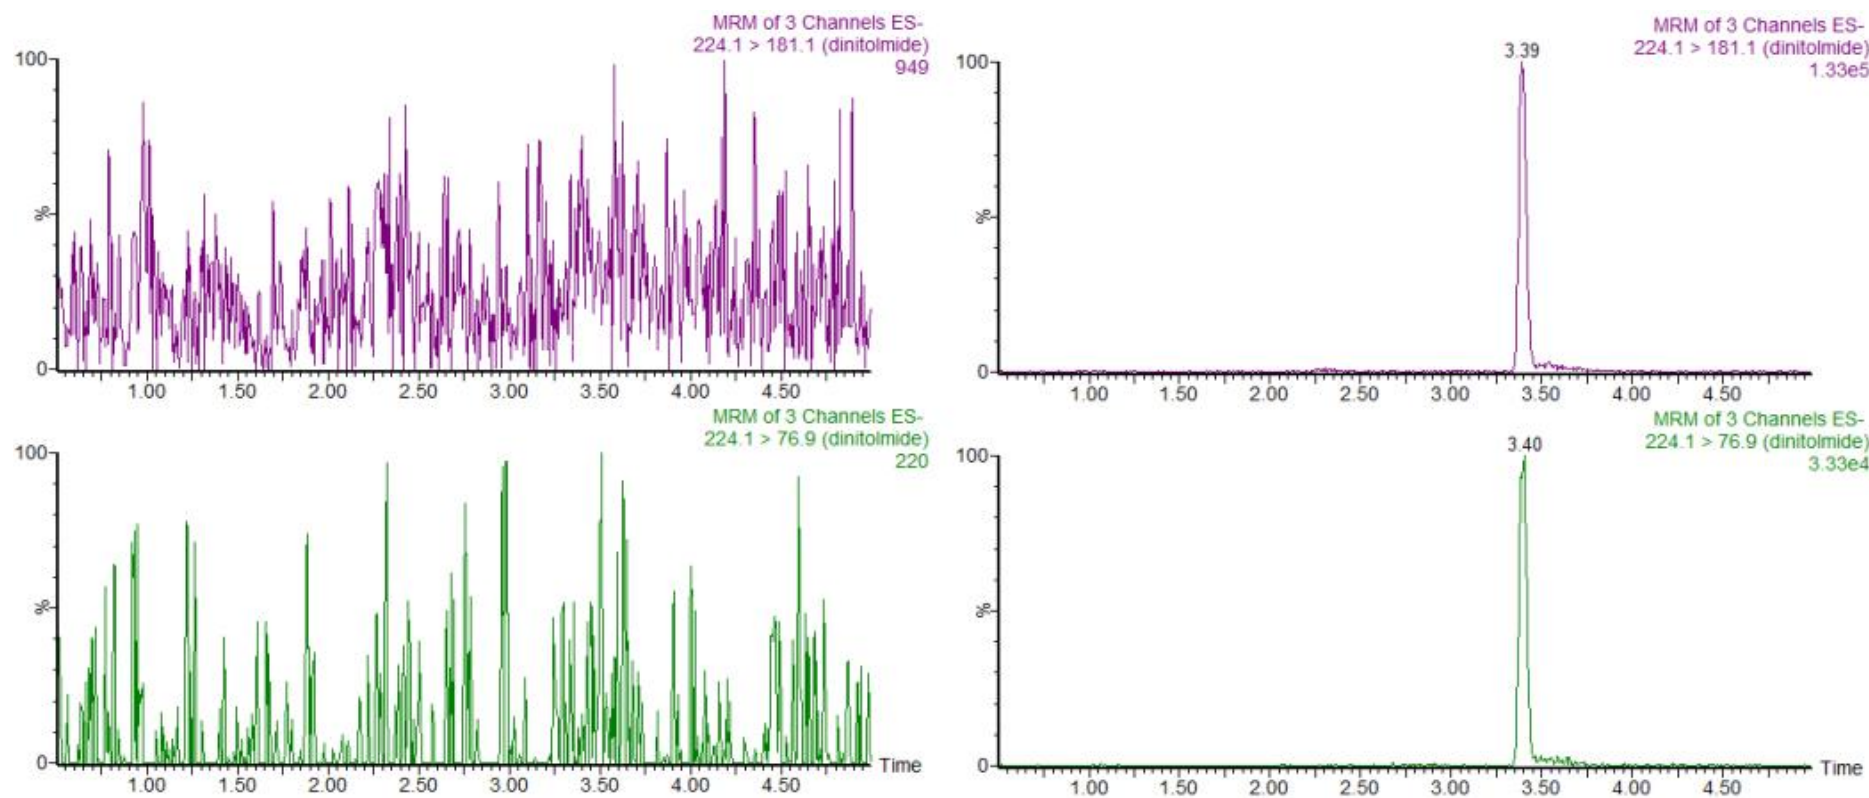 MRM of 3 Channels ES-
224.1 > 181.1 (dinitolmide)
949
100
%
0
1.00 1.50 2.00 2.50 3.00 3.50 4.00 4.50
MRM of 3 Channels ES-
224.1 > 76.9 (dinitolmide)
220
100
%
0
Time
1.00 1.50 2.00 2.50 3.00 3.50 4.00 4.50
MRM of 3 Channels ES-
224.1 > 181.1 (dinitolmide)
1.33e5
3.39
100
%
0
1.00 1.50 2.00 2.50 3.00 3.50 4.00 4.50
MRM of 3 Channels ES-
224.1 > 76.9 (dinitolmide)
3.33e4
3.40
100
%
0
Time
1.00 1.50 2.00 2.50 3.00 3.50 4.00 4.50